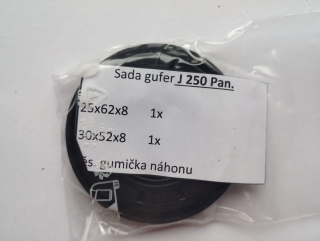 Sada gufer J 250 Pan.
25x62x8 1x
30x52x8 1x
gumička náhonu